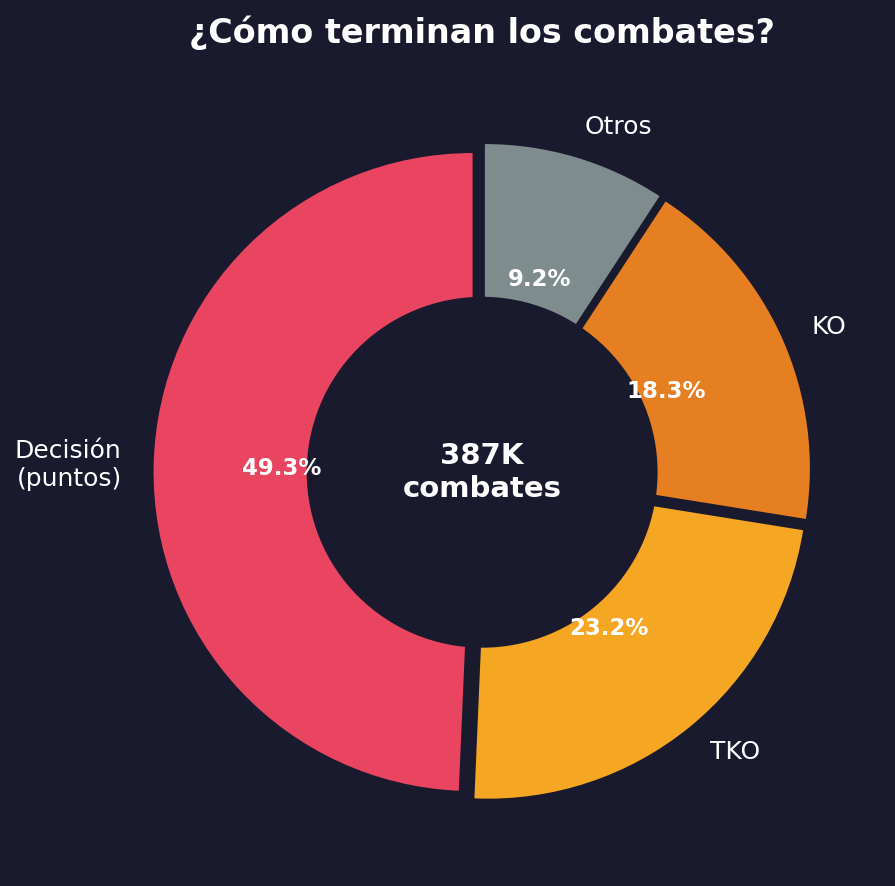 ¿Cómo terminan los combates?
Otros
9.2%
KO
18.3%
Decisión
(puntos)
49.3%
387K
combates
23.2%
TKO